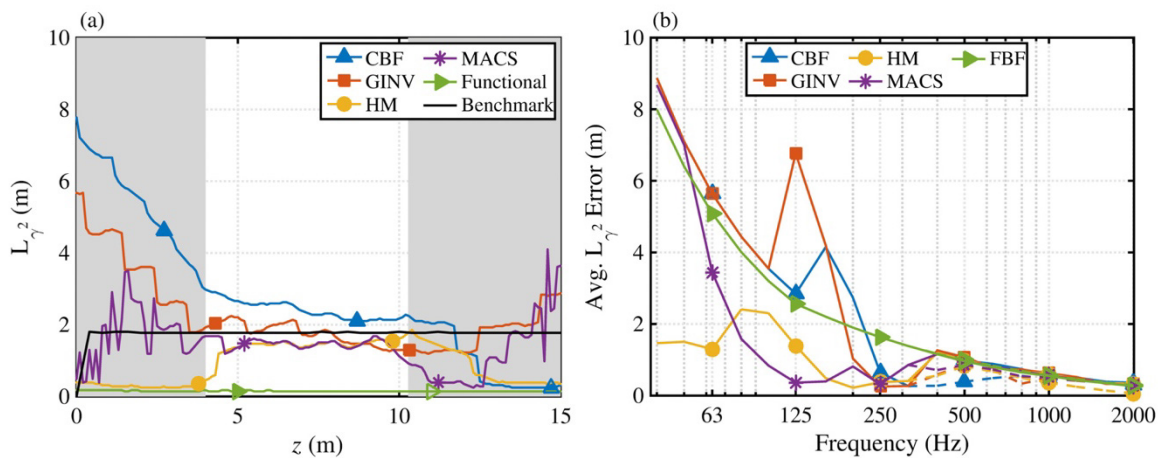 (a)
10
8
6
4
2
0
L_γ^2 (m)
CBF
GINV
HM
MACS
Functional
Benchmark
0 5 10 15
z (m)
(b)
10
8
6
4
2
0
Avg. L_γ^2 Error (m)
CBF
GINV
HM
MACS
FBF
63 125 250 500 1000 2000
Frequency (Hz)